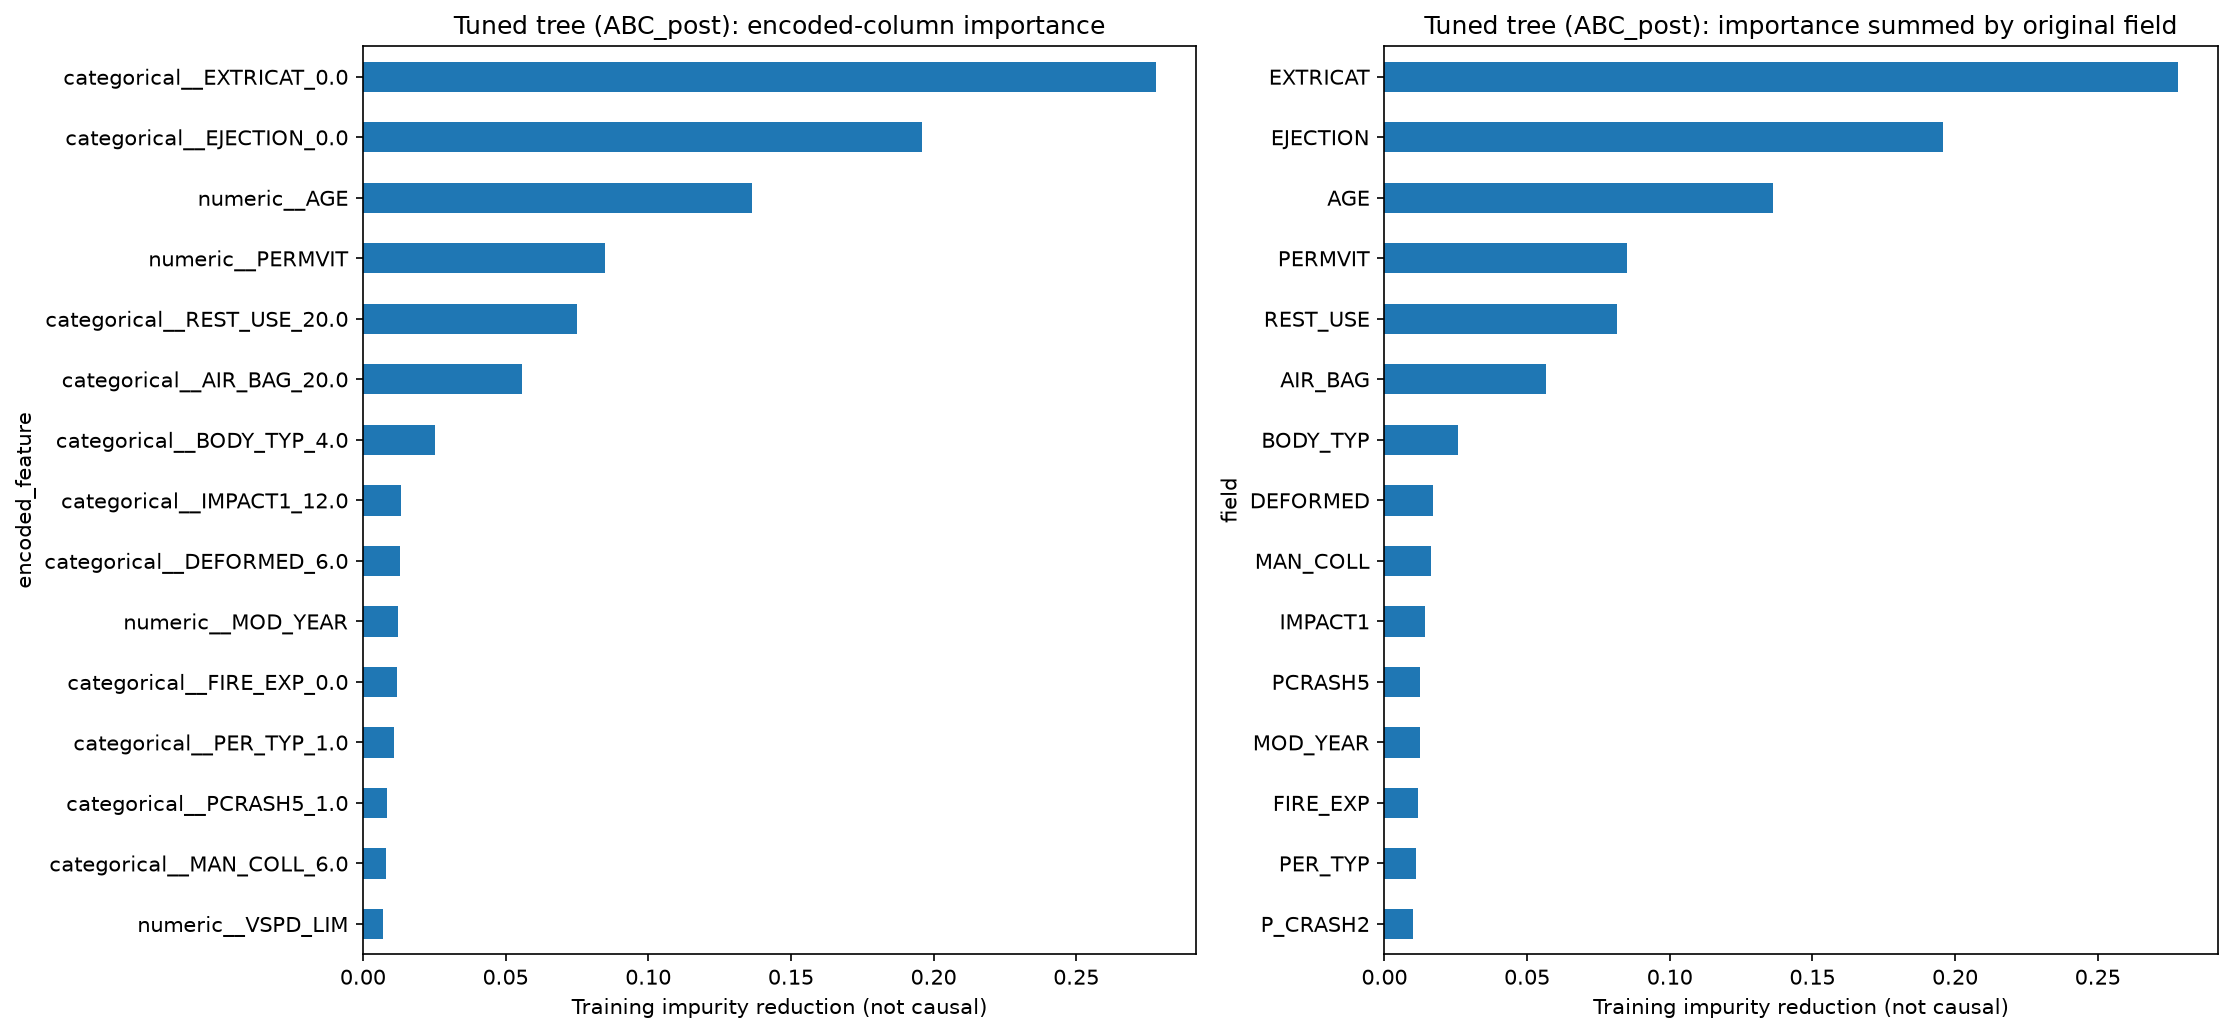 Tuned tree (ABC_post): encoded-column importance
encoded_feature
categorical__EXTRICAT_0.0
categorical__EJECTION_0.0
numeric__AGE
numeric__PERMVIT
categorical__REST_USE_20.0
categorical__AIR_BAG_20.0
categorical__BODY_TYP_4.0
categorical__IMPACT1_12.0
categorical__DEFORMED_6.0
numeric__MOD_YEAR
categorical__FIRE_EXP_0.0
categorical__PER_TYP_1.0
categorical__PCRASH5_1.0
categorical__MAN_COLL_6.0
numeric__VSPD_LIM
0.00 0.05 0.10 0.15 0.20 0.25
Training impurity reduction (not causal)
Tuned tree (ABC_post): importance summed by original field
field
EXTRICAT
EJECTION
AGE
PERMVIT
REST_USE
AIR_BAG
BODY_TYP
DEFORMED
MAN_COLL
IMPACT1
PCRASH5
MOD_YEAR
FIRE_EXP
PER_TYP
P_CRASH2
0.00 0.05 0.10 0.15 0.20 0.25
Training impurity reduction (not causal)